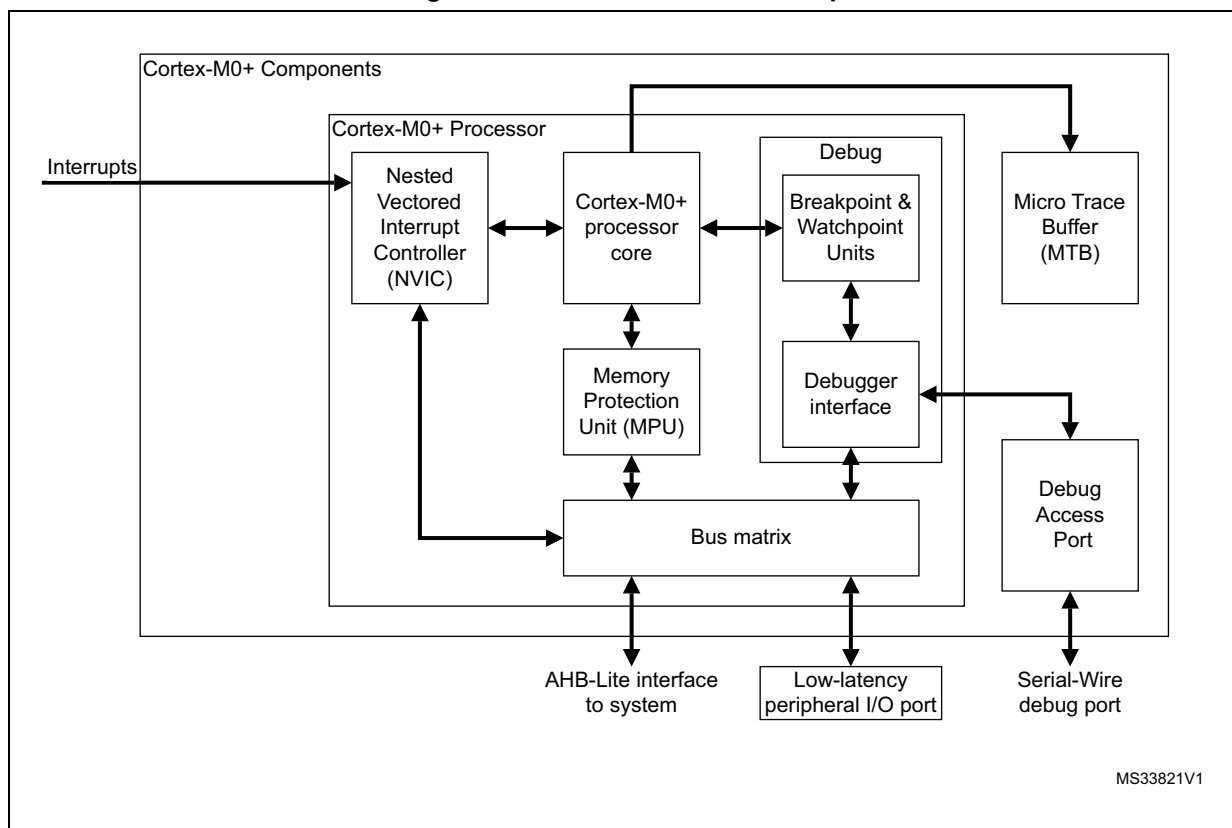 Cortex-M0+ Components
Cortex-M0+ Processor
Interrupts
Nested
Vectored
Interrupt
Controller
(NVIC)
Cortex-M0+
processor
core
Debug
Breakpoint &
Watchpoint
Units
Micro Trace
Buffer
(MTB)
Memory
Protection
Unit (MPU)
Debugger
interface
Debug
Access
Port
Bus matrix
AHB-Lite interface
to system
Low-latency
peripheral I/O port
Serial-Wire
debug port
MS33821V1